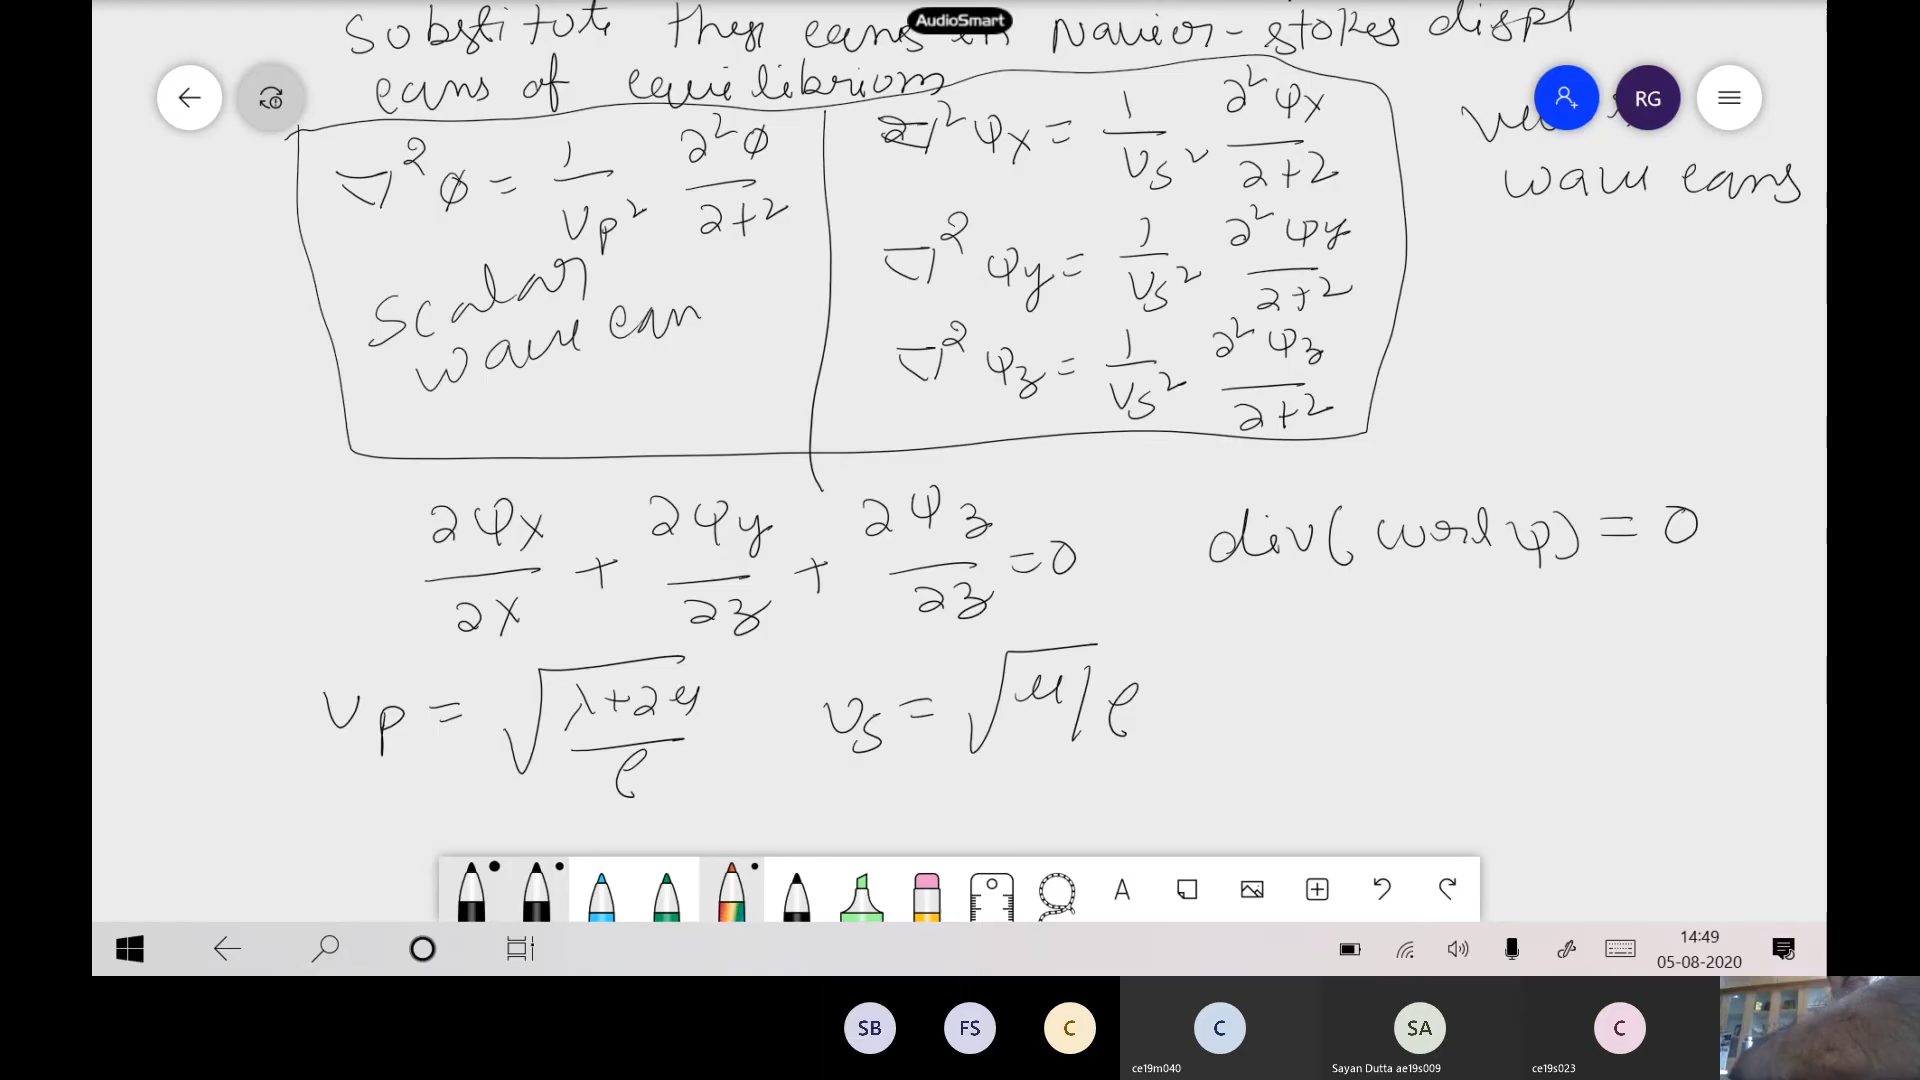 AudioSmart
Substitute these eqns in Navier-stokes displ
eqns of equilibrium
RG
∇²φ = 1/Vp² ∂²φ/∂t²
scalar
wave eqn
∇²ψx = 1/Vs² ∂²ψx/∂t²
∇²ψy = 1/Vs² ∂²ψy/∂t²
∇²ψz = 1/Vs² ∂²ψz/∂t²
wave eqns
∂ψx/∂x + ∂ψy/∂z + ∂ψz/∂z = 0
div(curl ψ) = 0
Vp = √((λ+2μ)/ρ)
Vs = √(μ/ρ)
A
14:49
05-08-2020
SB FS C C SA C
ce19m040 Sayan Dutta ae19s009 ce19s023